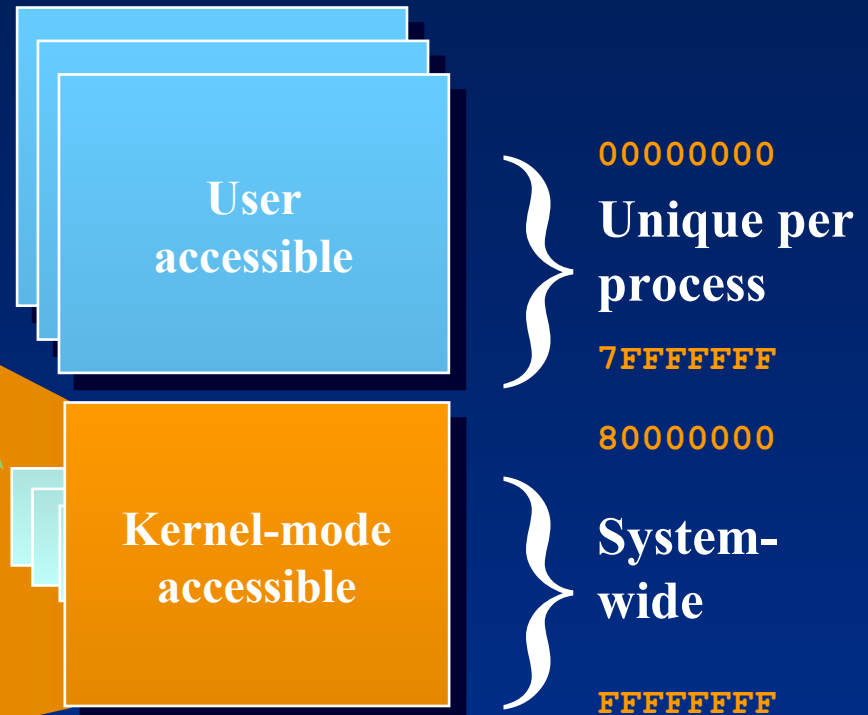 User
accessible
00000000
Unique per
process
7FFFFFFF
80000000
Kernel-mode
accessible
System-
wide
FFFFFFFF